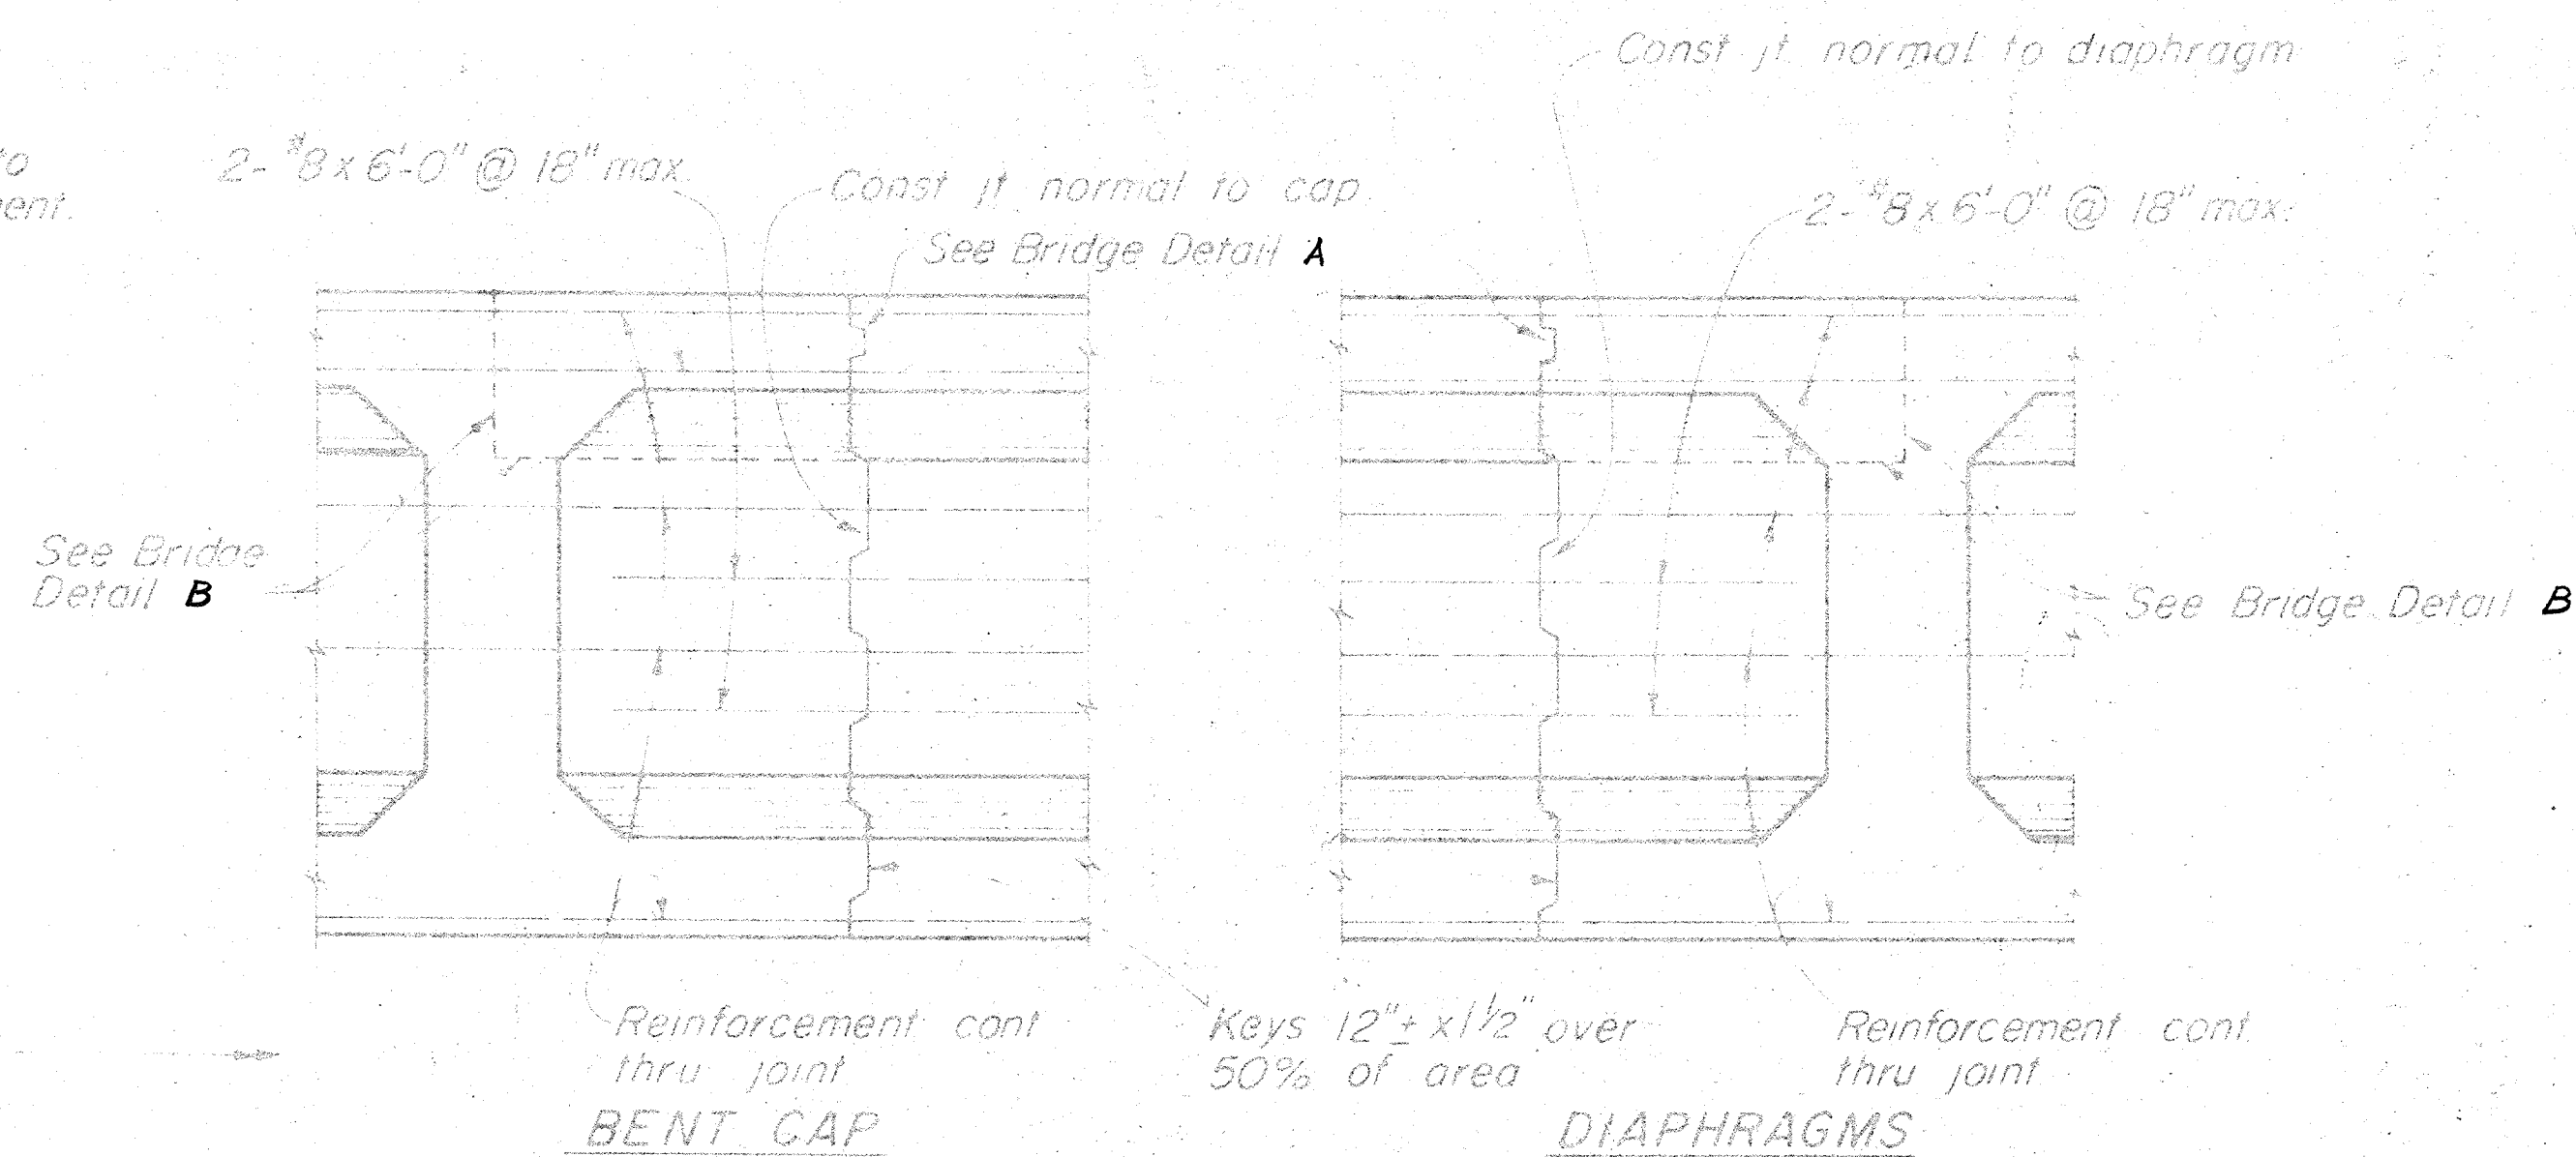 Const jt normal to diaphragm
2-#8 x 6'-0" @ 18" max.
Const jt normal to cap.
See Bridge Detail A
2-#8 x 6'-0" @ 18" max.
See Bridge
Detail B
See Bridge Detail B
Reinforcement cont
thru joint
Keys 12"± x 1½" over
50% of area
Reinforcement cont.
thru joint
BENT CAP
DIAPHRAGMS